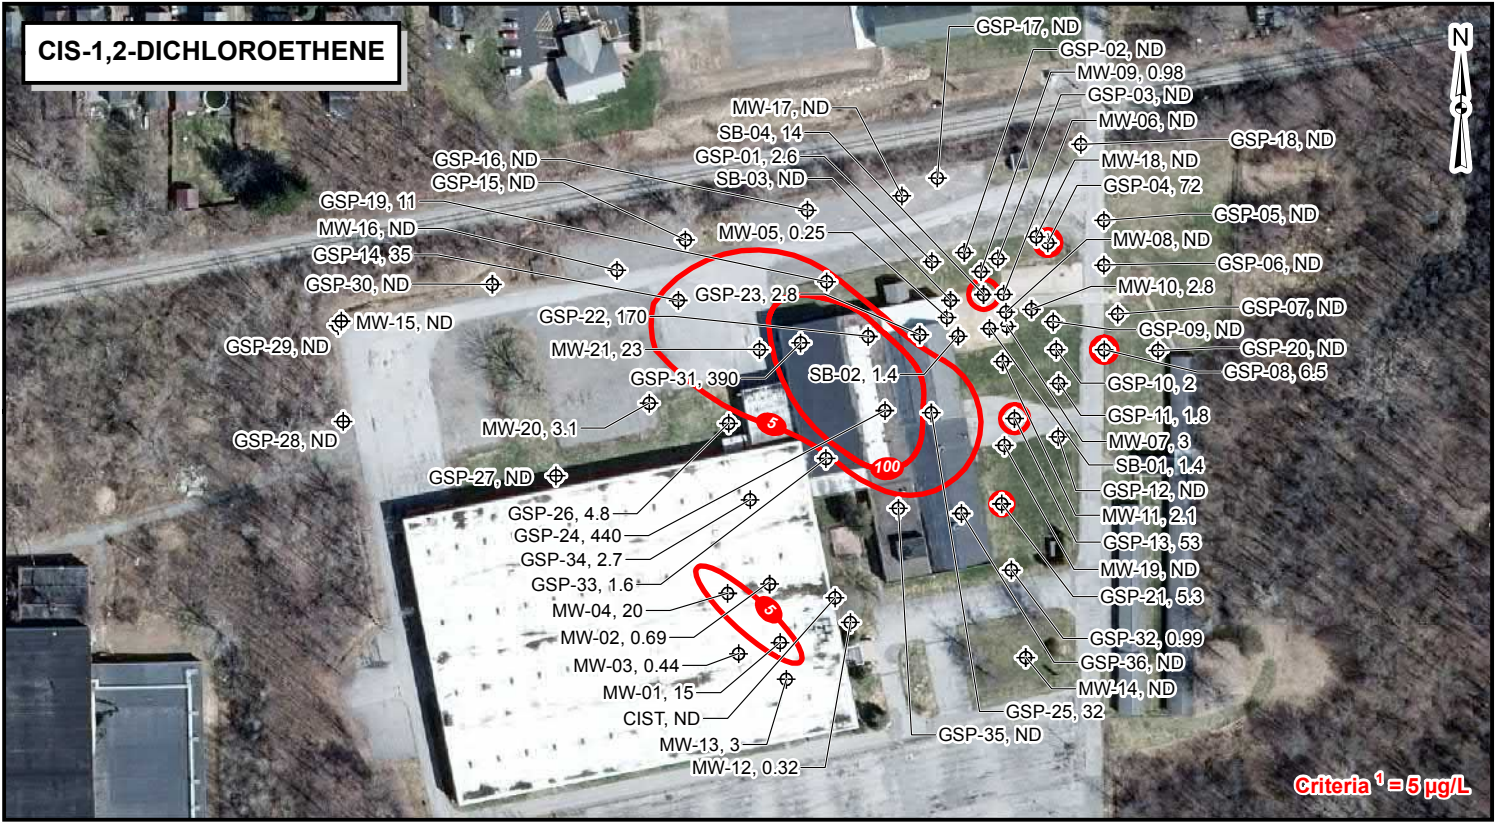 CIS-1,2-DICHLOROETHENE
N
GSP-17, ND
GSP-02, ND
MW-09, 0.98
GSP-03, ND
MW-06, ND
GSP-18, ND
MW-18, ND
GSP-04, 72
GSP-05, ND
MW-08, ND
GSP-06, ND
MW-10, 2.8
GSP-07, ND
GSP-09, ND
GSP-20, ND
GSP-08, 6.5
GSP-10, 2
GSP-11, 1.8
MW-07, 3
SB-01, 1.4
GSP-12, ND
MW-11, 2.1
GSP-13, 53
MW-19, ND
GSP-21, 5.3
GSP-32, 0.99
GSP-36, ND
MW-14, ND
GSP-25, 32
GSP-35, ND
MW-17, ND
SB-04, 14
GSP-01, 2.6
SB-03, ND
MW-05, 0.25
GSP-16, ND
GSP-15, ND
GSP-19, 11
MW-16, ND
GSP-14, 35
GSP-30, ND
MW-15, ND
GSP-29, ND
GSP-28, ND
GSP-23, 2.8
GSP-22, 170
MW-21, 23
GSP-31, 390
SB-02, 1.4
MW-20, 3.1
5
100
GSP-27, ND
GSP-26, 4.8
GSP-24, 440
GSP-34, 2.7
GSP-33, 1.6
MW-04, 20
5
MW-02, 0.69
MW-03, 0.44
MW-01, 15
CIST, ND
MW-13, 3
MW-12, 0.32
Criteria ¹ = 5 µg/L